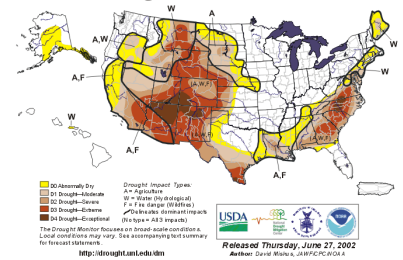 A,W
W
A
A
W
W
A,F
(A,W,F)
W
(A,W,F)
(A,W,F)
A,F
A,F
D0 Abnormally Dry
D1 Drought—Moderate
D2 Drought—Severe
D3 Drought—Extreme
D4 Drought—Exceptional
Drought Impact Types:
A = Agriculture
W = Water (Hydrological)
F = Fire danger (Wildfires)
Delineates dominant impacts
(No type = All 3 impacts)
The Drought Monitor focuses on broad-scale conditions.
Local conditions may vary. See accompanying text summary
for forecast statements.
http://drought.unl.edu/dm
USDA
Released Thursday, June 27, 2002
Author: David Miskus, JAWF/CPC/NOAA